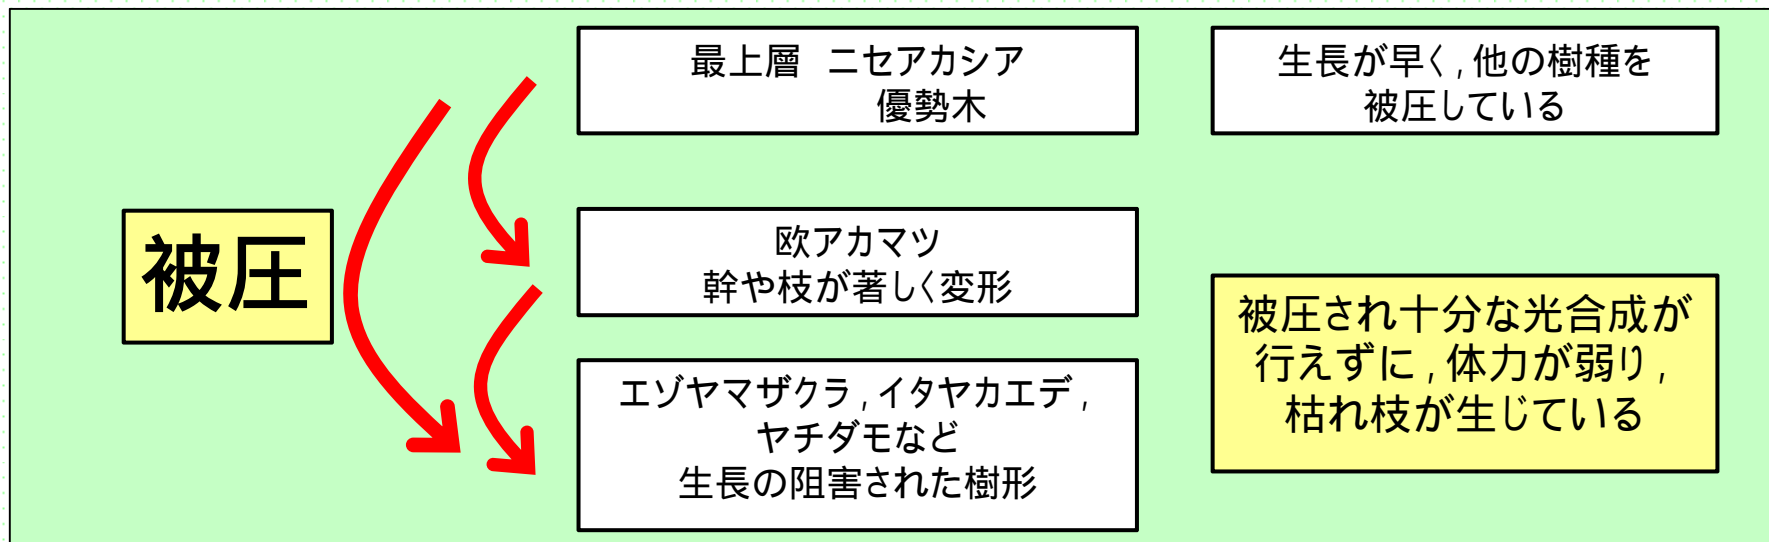 最上層　ニセアカシア
優勢木
生長が早く,他の樹種を
被圧している
被圧
欧アカマツ
幹や枝が著しく変形
被圧され十分な光合成が
行えずに,体力が弱り,
枯れ枝が生じている
エゾヤマザクラ,イタヤカエデ,
ヤチダモなど
生長の阻害された樹形